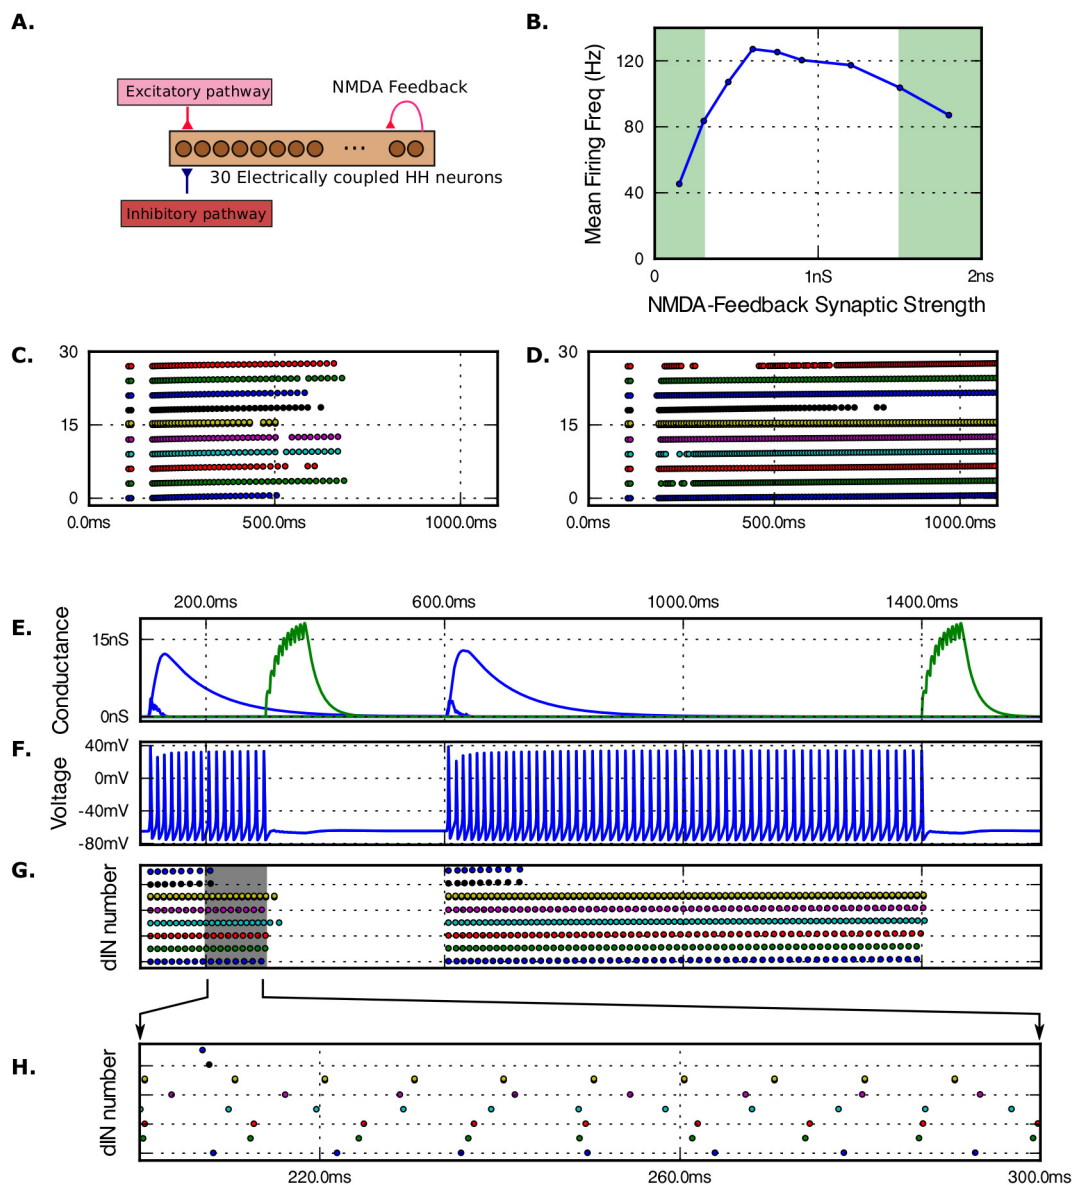 A.
Excitatory pathway
NMDA Feedback
...
30 Electrically coupled HH neurons
Inhibitory pathway
B.
Mean Firing Freq (Hz)
120
80
40
0
0 1nS 2ns
NMDA-Feedback Synaptic Strength
C.
30
15
0
0.0ms 500.0ms 1000.0ms
D.
30
15
0
0.0ms 500.0ms 1000.0ms
200.0ms 600.0ms 1000.0ms 1400.0ms
E.
Conductance
15nS
0nS
F.
Voltage
40mV
0mV
-40mV
-80mV
G.
dIN number
H.
dIN number
220.0ms 260.0ms 300.0ms